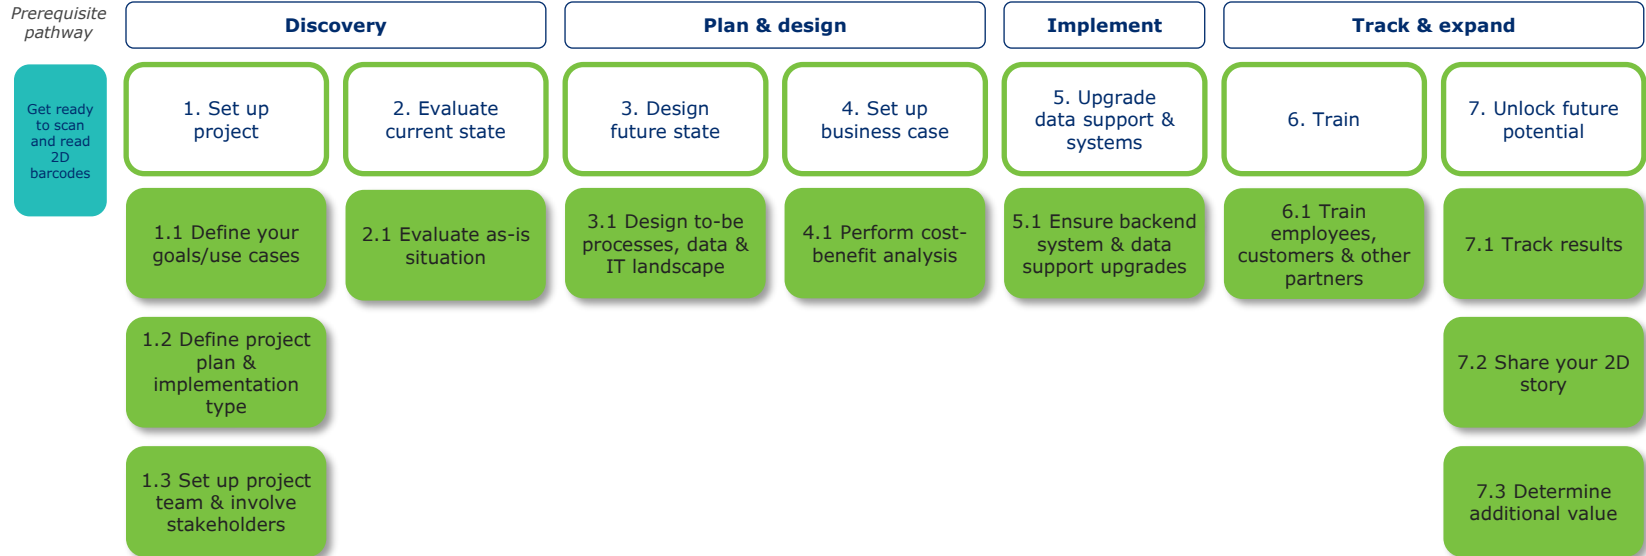 Prerequisite
pathway
Discovery
Plan & design
Implement
Track & expand
Get ready
to scan
and read
2D
barcodes
1. Set up
project
2. Evaluate
current state
3. Design
future state
4. Set up
business case
5. Upgrade
data support &
systems
6. Train
7. Unlock future
potential
1.1 Define your
goals/use cases
2.1 Evaluate as-is
situation
3.1 Design to-be
processes, data &
IT landscape
4.1 Perform cost-
benefit analysis
5.1 Ensure backend
system & data
support upgrades
6.1 Train
employees,
customers & other
partners
7.1 Track results
1.2 Define project
plan &
implementation
type
7.2 Share your 2D
story
1.3 Set up project
team & involve
stakeholders
7.3 Determine
additional value